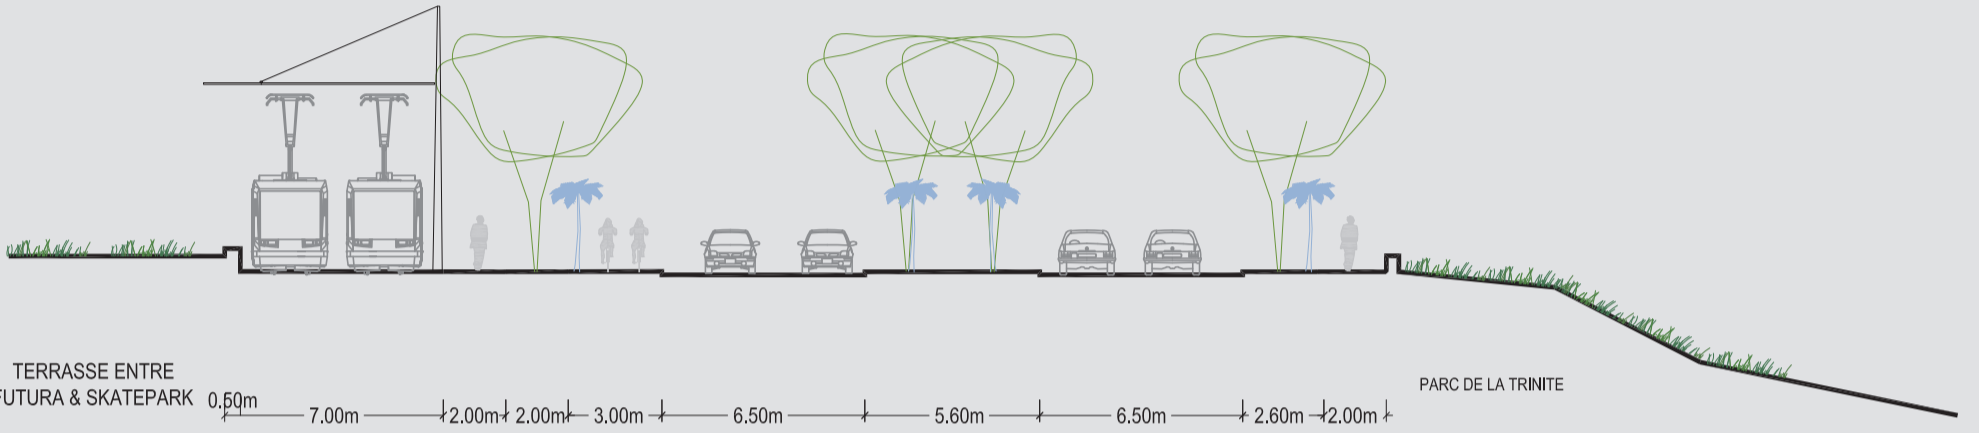 TERRASSE ENTRE
FUTURA & SKATEPARK
0.50m
7.00m
2.00m
2.00m
3.00m
6.50m
5.60m
6.50m
2.60m
2.00m
PARC DE LA TRINITE